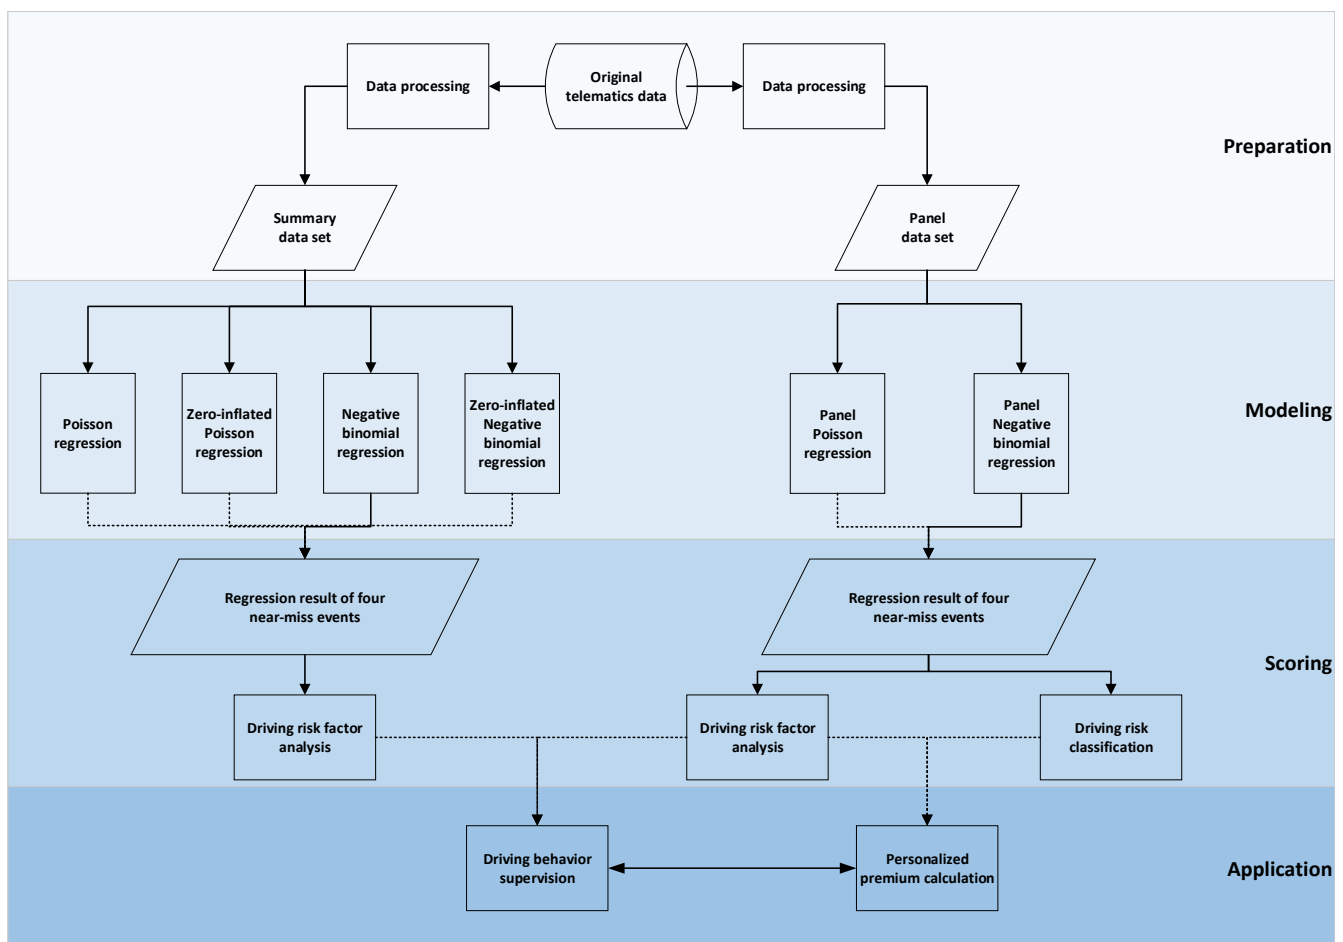 Data processing
Original
telematics data
Data processing
Preparation
Summary
data set
Panel
data set
Poisson
regression
Zero-inflated
Poisson
regression
Negative
binomial
regression
Zero-inflated
Negative
binomial
regression
Panel
Poisson
regression
Panel
Negative
binomial
regression
Modeling
Regression result of four
near-miss events
Regression result of four
near-miss events
Scoring
Driving risk factor
analysis
Driving risk factor
analysis
Driving risk
classification
Driving behavior
supervision
Personalized
premium calculation
Application